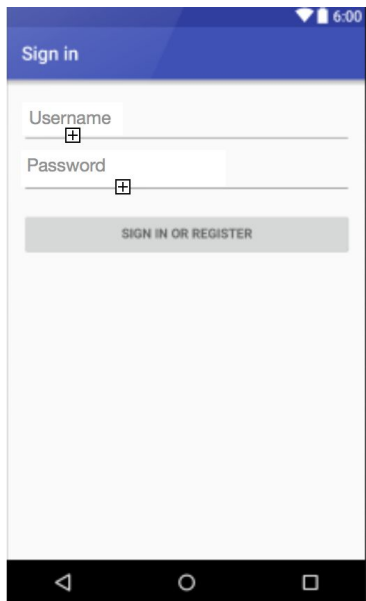 6:00
Sign in
Username
Password
SIGN IN OR REGISTER